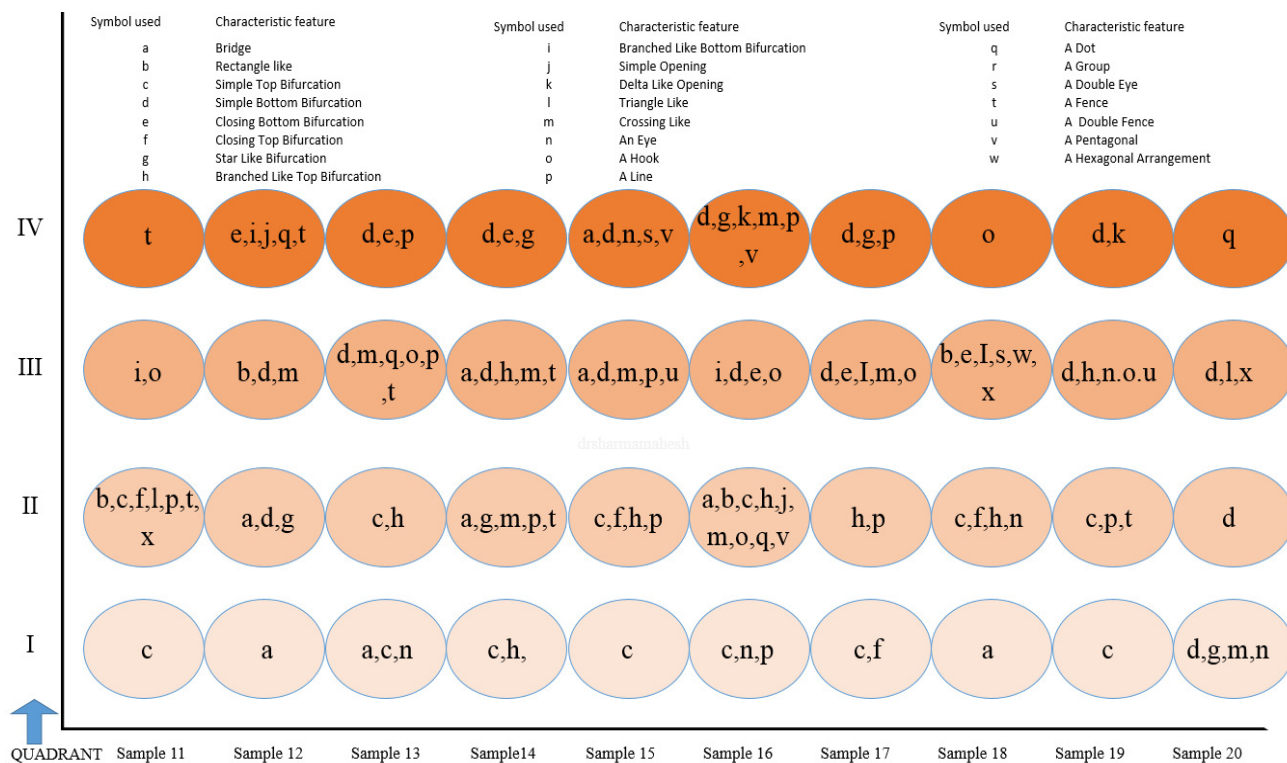 Symbol used Characteristic feature
a Bridge
b Rectangle like
c Simple Top Bifurcation
d Simple Bottom Bifurcation
e Closing Bottom Bifurcation
f Closing Top Bifurcation
g Star Like Bifurcation
h Branched Like Top Bifurcation
Symbol used Characteristic feature
i Branched Like Bottom Bifurcation
j Simple Opening
k Delta Like Opening
l Triangle Like
m Crossing Like
n An Eye
o A Hook
p A Line
Symbol used Characteristic feature
q A Dot
r A Group
s A Double Eye
t A Fence
u A Double Fence
v A Pentagonal
w A Hexagonal Arrangement
IV
t
e,i,j,q,t
d,e,p
d,e,g
a,d,n,s,v
d,g,k,m,p
,v
d,g,p
o
d,k
q
III
i,o
b,d,m
d,m,q,o,p
,t
a,d,h,m,t
a,d,m,p,u
i,d,e,o
d,e,I,m,o
b,e,I,s,w,
x
d,h,n.o.u
d,l,x
drsharmamahesh
II
b,c,f,l,p,t,
x
a,d,g
c,h
a,g,m,p,t
c,f,h,p
a,b,c,h,j,
m,o,q,v
h,p
c,f,h,n
c,p,t
d
I
c
a
a,c,n
c,h,
c
c,n,p
c,f
a
c
d,g,m,n
QUADRANT Sample 11 Sample 12 Sample 13 Sample14 Sample 15 Sample 16 Sample 17 Sample 18 Sample 19 Sample 20